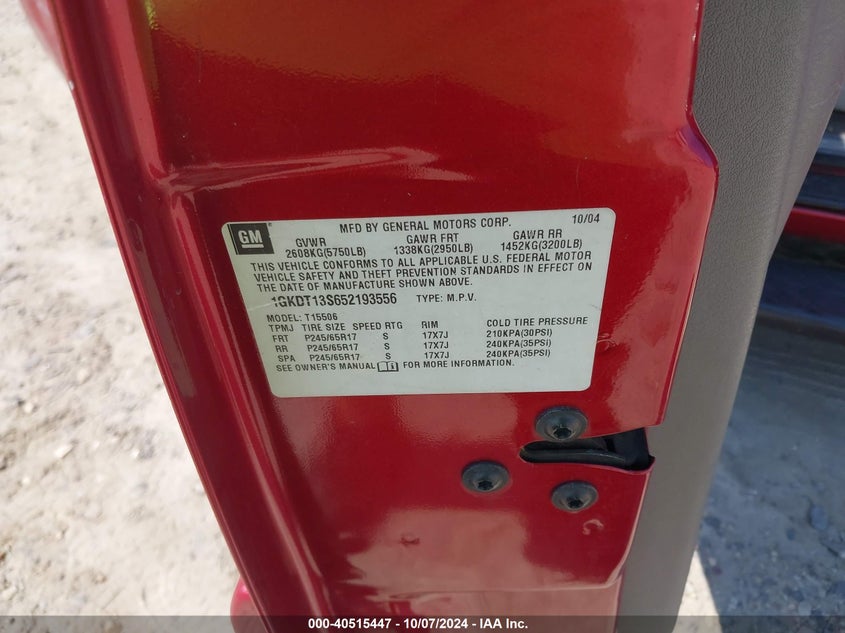 GM
MFD BY GENERAL MOTORS CORP. 10/04
GVWR GAWR FRT GAWR RR
2608KG(5750LB) 1338KG(2950LB) 1452KG(3200LB)
THIS VEHICLE CONFORMS TO ALL APPLICABLE U.S. FEDERAL MOTOR
VEHICLE SAFETY AND THEFT PREVENTION STANDARDS IN EFFECT ON
THE DATE OF MANUFACTURE SHOWN ABOVE.
1GKDT13S652193556 TYPE: M.P.V.
MODEL: T15506
TPMJ TIRE SIZE SPEED RTG RIM COLD TIRE PRESSURE
FRT P245/65R17 S 17X7J 210KPA(30PSI)
RR P245/65R17 S 17X7J 240KPA(35PSI)
SPA P245/65R17 S 17X7J 240KPA(35PSI)
SEE OWNER'S MANUAL FOR MORE INFORMATION.
000-40515447 - 10/07/2024 - IAA Inc.